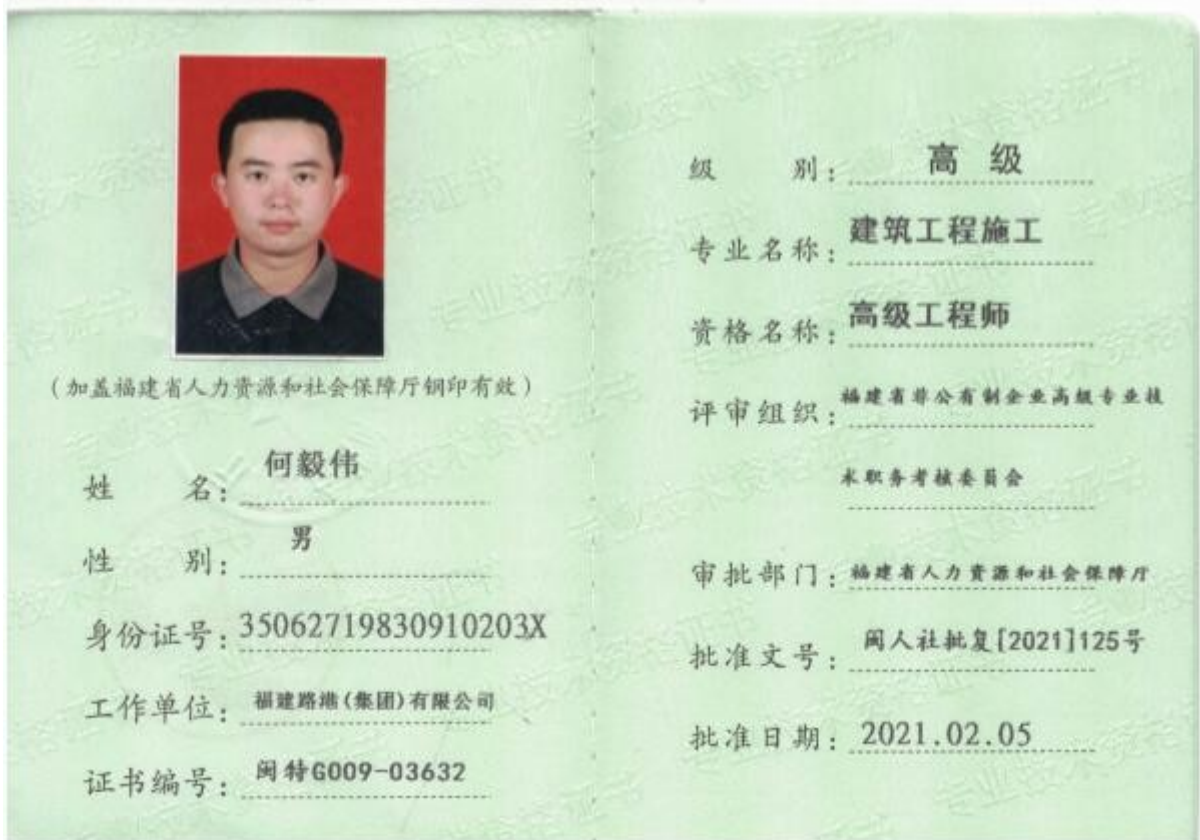 (加盖福建省人力资源和社会保障厅钢印有效)
姓 名: 何毅伟
性 别: 男
身份证号: 35062719830910203X
工作单位: 福建路港(集团)有限公司
证书编号: 闽特G009-03632
级 别: 高 级
专业名称: 建筑工程施工
资格名称: 高级工程师
评审组织: 福建省非公有制企业高级专业技
术职务考核委员会
审批部门: 福建省人力资源和社会保障厅
批准文号: 闽人社批复[2021]125号
批准日期: 2021.02.05